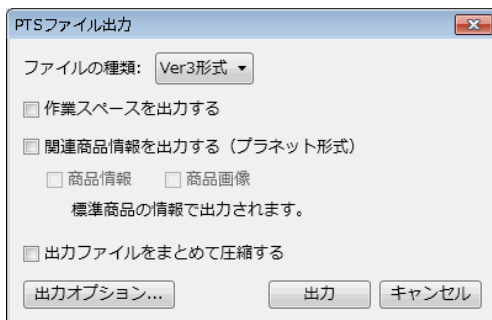 PTSファイル出力
ファイルの種類: Ver3形式
作業スペースを出力する
関連商品情報を出力する（プラネット形式）
商品情報 商品画像
標準商品の情報で出力されます。
出力ファイルをまとめて圧縮する
出力オプション... 出力 キャンセル